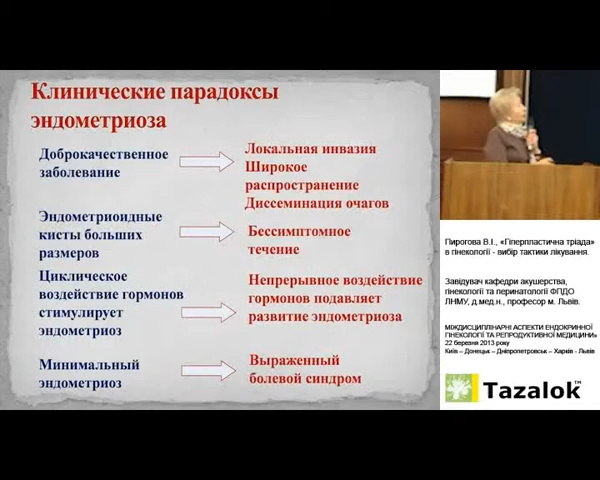 Клинические парадоксы
эндометриоза
Доброкачественное
заболевание
Локальная инвазия
Широкое
распространение
Диссеминация очагов
Эндометриоидные
кисты больших
размеров
Бессимптомное
течение
Циклическое
воздействие гормонов
стимулирует
эндометриоз
Непрерывное воздействие
гормонов подавляет
развитие эндометриоза
Минимальный
эндометриоз
Выраженный
болевой синдром
Пирогова В.І., «Гіперпластична тріада»
в гінекології - вибір тактики лікування.
Завідувач кафедри акушерства,
гінекології та перинатології ФПДО
ЛНМУ, д.мед.н., професор м. Львів.
МІЖДИСЦИПЛІНАРНІ АСПЕКТИ ЕНДОКРИННОЇ
ГІНЕКОЛОГІЇ ТА РЕПРОДУКТИВНОЇ МЕДИЦИНИ»
22 березня 2013 року
Київ – Донецьк – Дніпропетровськ – Харків - Львів
Tazalok™